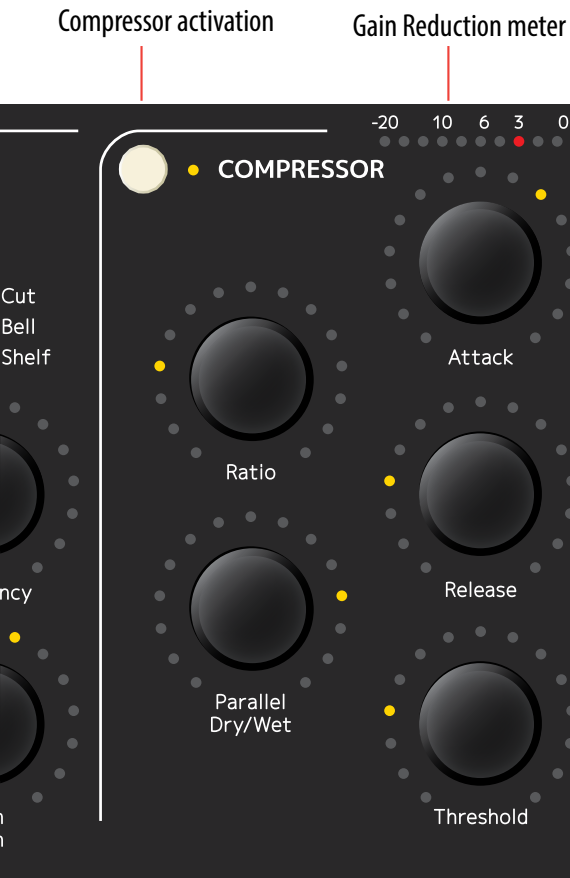 Compressor activation
Gain Reduction meter
-20 10 6 3 0
COMPRESSOR
Cut
Bell
Shelf
Attack
Ratio
Release
ncy
Parallel
Dry/Wet
Threshold